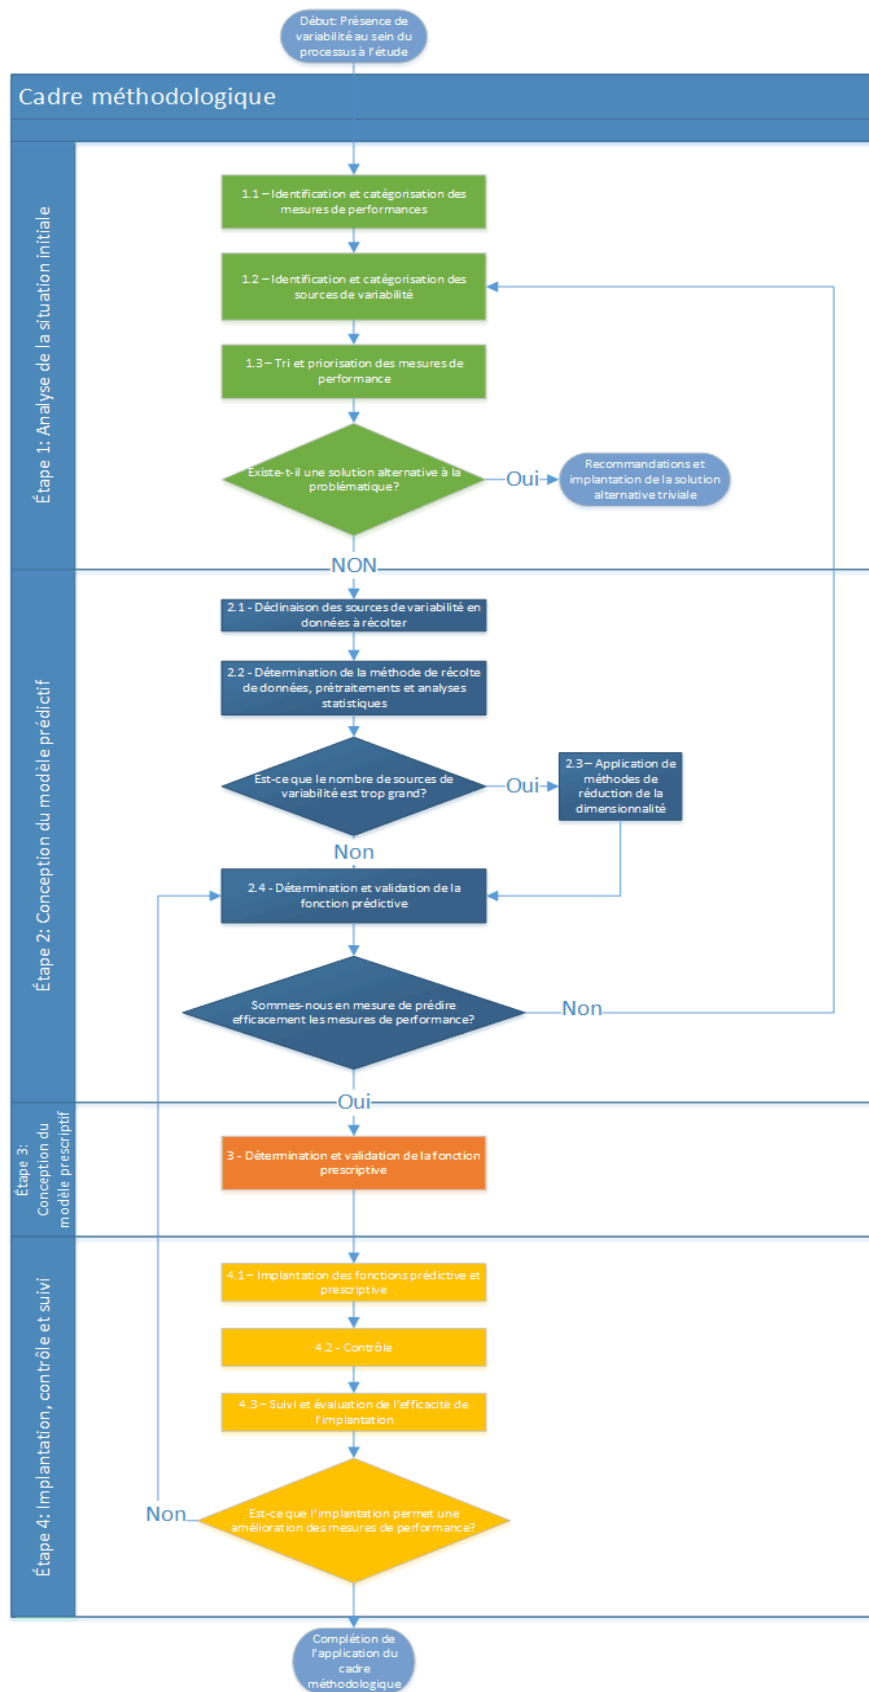 Début: Présence de
variabilité au sein du
processus à l'étude
Cadre méthodologique
Étape 1: Analyse de la situation initiale
1.1 – Identification et catégorisation des
mesures de performances
1.2 – Identification et catégorisation des
sources de variabilité
1.3 – Tri et priorisation des mesures de
performance
Existe-t-il une solution alternative à la
problématique?
Oui
Recommandations et
implantation de la solution
alternative triviale
NON
Étape 2: Conception du modèle prédictif
2.1 - Déclinaison des sources de variabilité en
données à récolter
2.2 - Détermination de la méthode de récolte
de données, prétraitements et analyses
statistiques
Est-ce que le nombre de sources de
variabilité est trop grand?
Oui
2.3 – Application de
méthodes de
réduction de la
dimensionnalité
Non
2.4 - Détermination et validation de la
fonction prédictive
Sommes-nous en mesure de prédire
efficacement les mesures de performance?
Non
Oui
Étape 3:
Conception du
modèle prescriptif
3 - Détermination et validation de la fonction
prescriptive
Étape 4: Implantation, contrôle et suivi
4.1 – Implantation des fonctions prédictive et
prescriptive
4.2 - Contrôle
4.3 – Suivi et évaluation de l'efficacité de
l'implantation
Est-ce que l'implantation permet une
amélioration des mesures de performance?
Non
Complétion de
l'application du
cadre
méthodologique